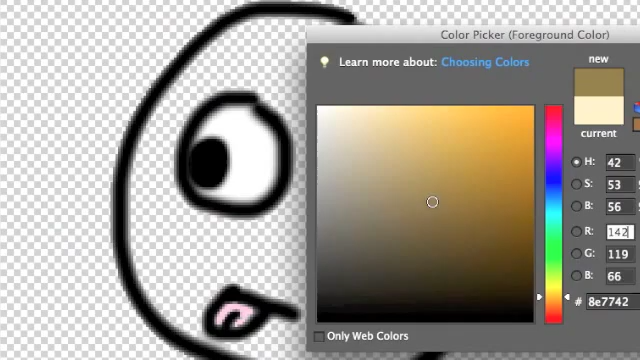 Color Picker (Foreground Color)
Learn more about: Choosing Colors
new
current
H: 42
S: 53
B: 56
R: 142
G: 119
B: 66
# 8e7742
Only Web Colors